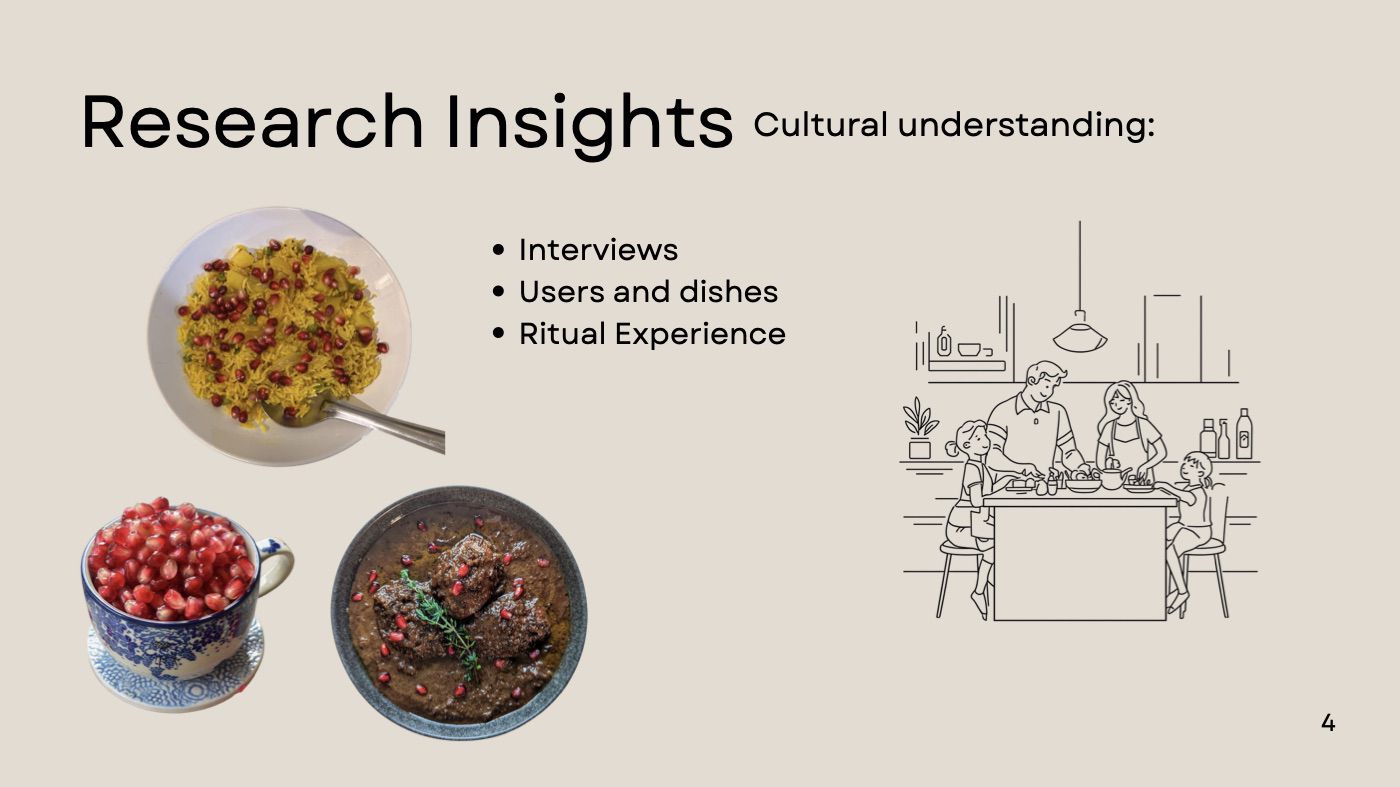 Research Insights Cultural understanding:
• Interviews
• Users and dishes
• Ritual Experience
4